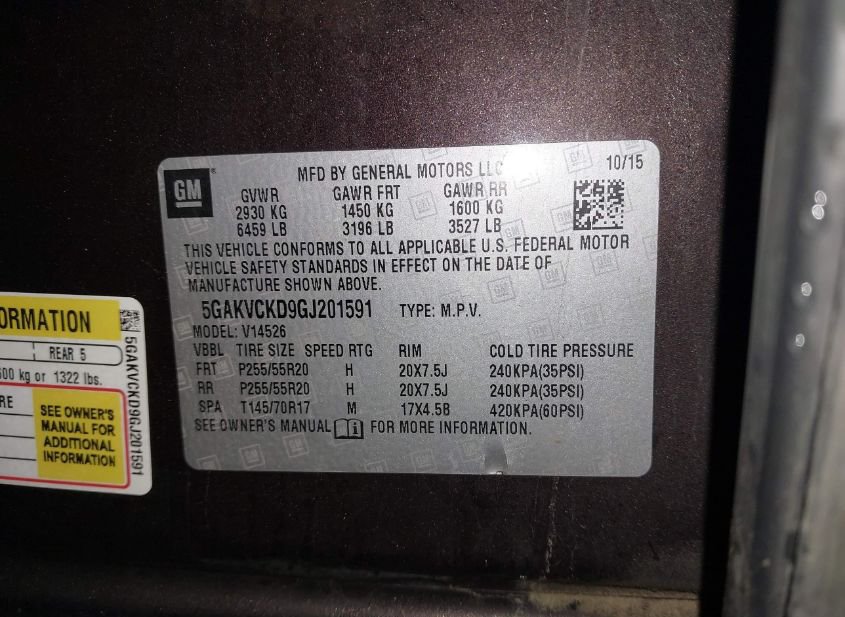 GM
MFD BY GENERAL MOTORS LLC 10/15
GVWR GAWR FRT GAWR RR
2930 KG 1450 KG 1600 KG
6459 LB 3196 LB 3527 LB
THIS VEHICLE CONFORMS TO ALL APPLICABLE U.S. FEDERAL MOTOR
VEHICLE SAFETY STANDARDS IN EFFECT ON THE DATE OF
MANUFACTURE SHOWN ABOVE.
5GAKVCKD9GJ201591 TYPE: M.P.V.
MODEL: V14526
VBBL TIRE SIZE SPEED RTG RIM COLD TIRE PRESSURE
FRT P255/55R20 H 20X7.5J 240KPA(35PSI)
RR P255/55R20 H 20X7.5J 240KPA(35PSI)
SPA T145/70R17 M 17X4.5B 420KPA(60PSI)
SEE OWNER'S MANUAL FOR MORE INFORMATION.
REAR 5
or 1322 lbs.
SEE OWNER'S
MANUAL FOR
ADDITIONAL
INFORMATION
5GAKVCKD9GJ201591